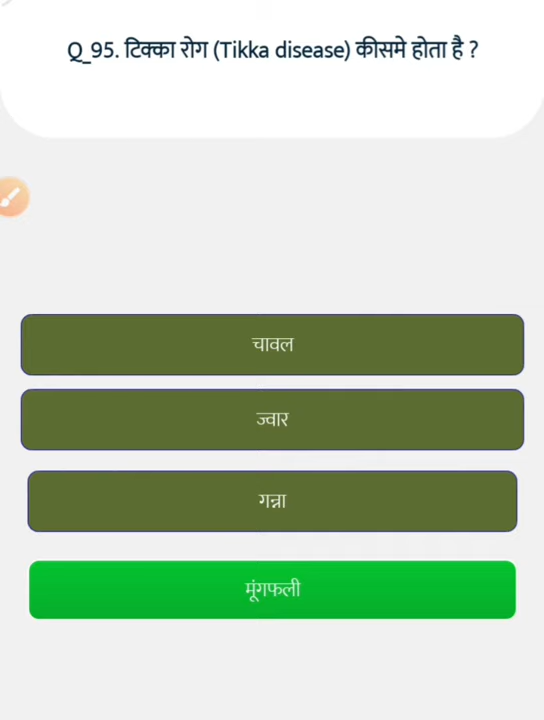 Q_95. टिक्का रोग (Tikka disease) कीसमे होता है ?
चावल
ज्वार
गन्ना
मूंगफली